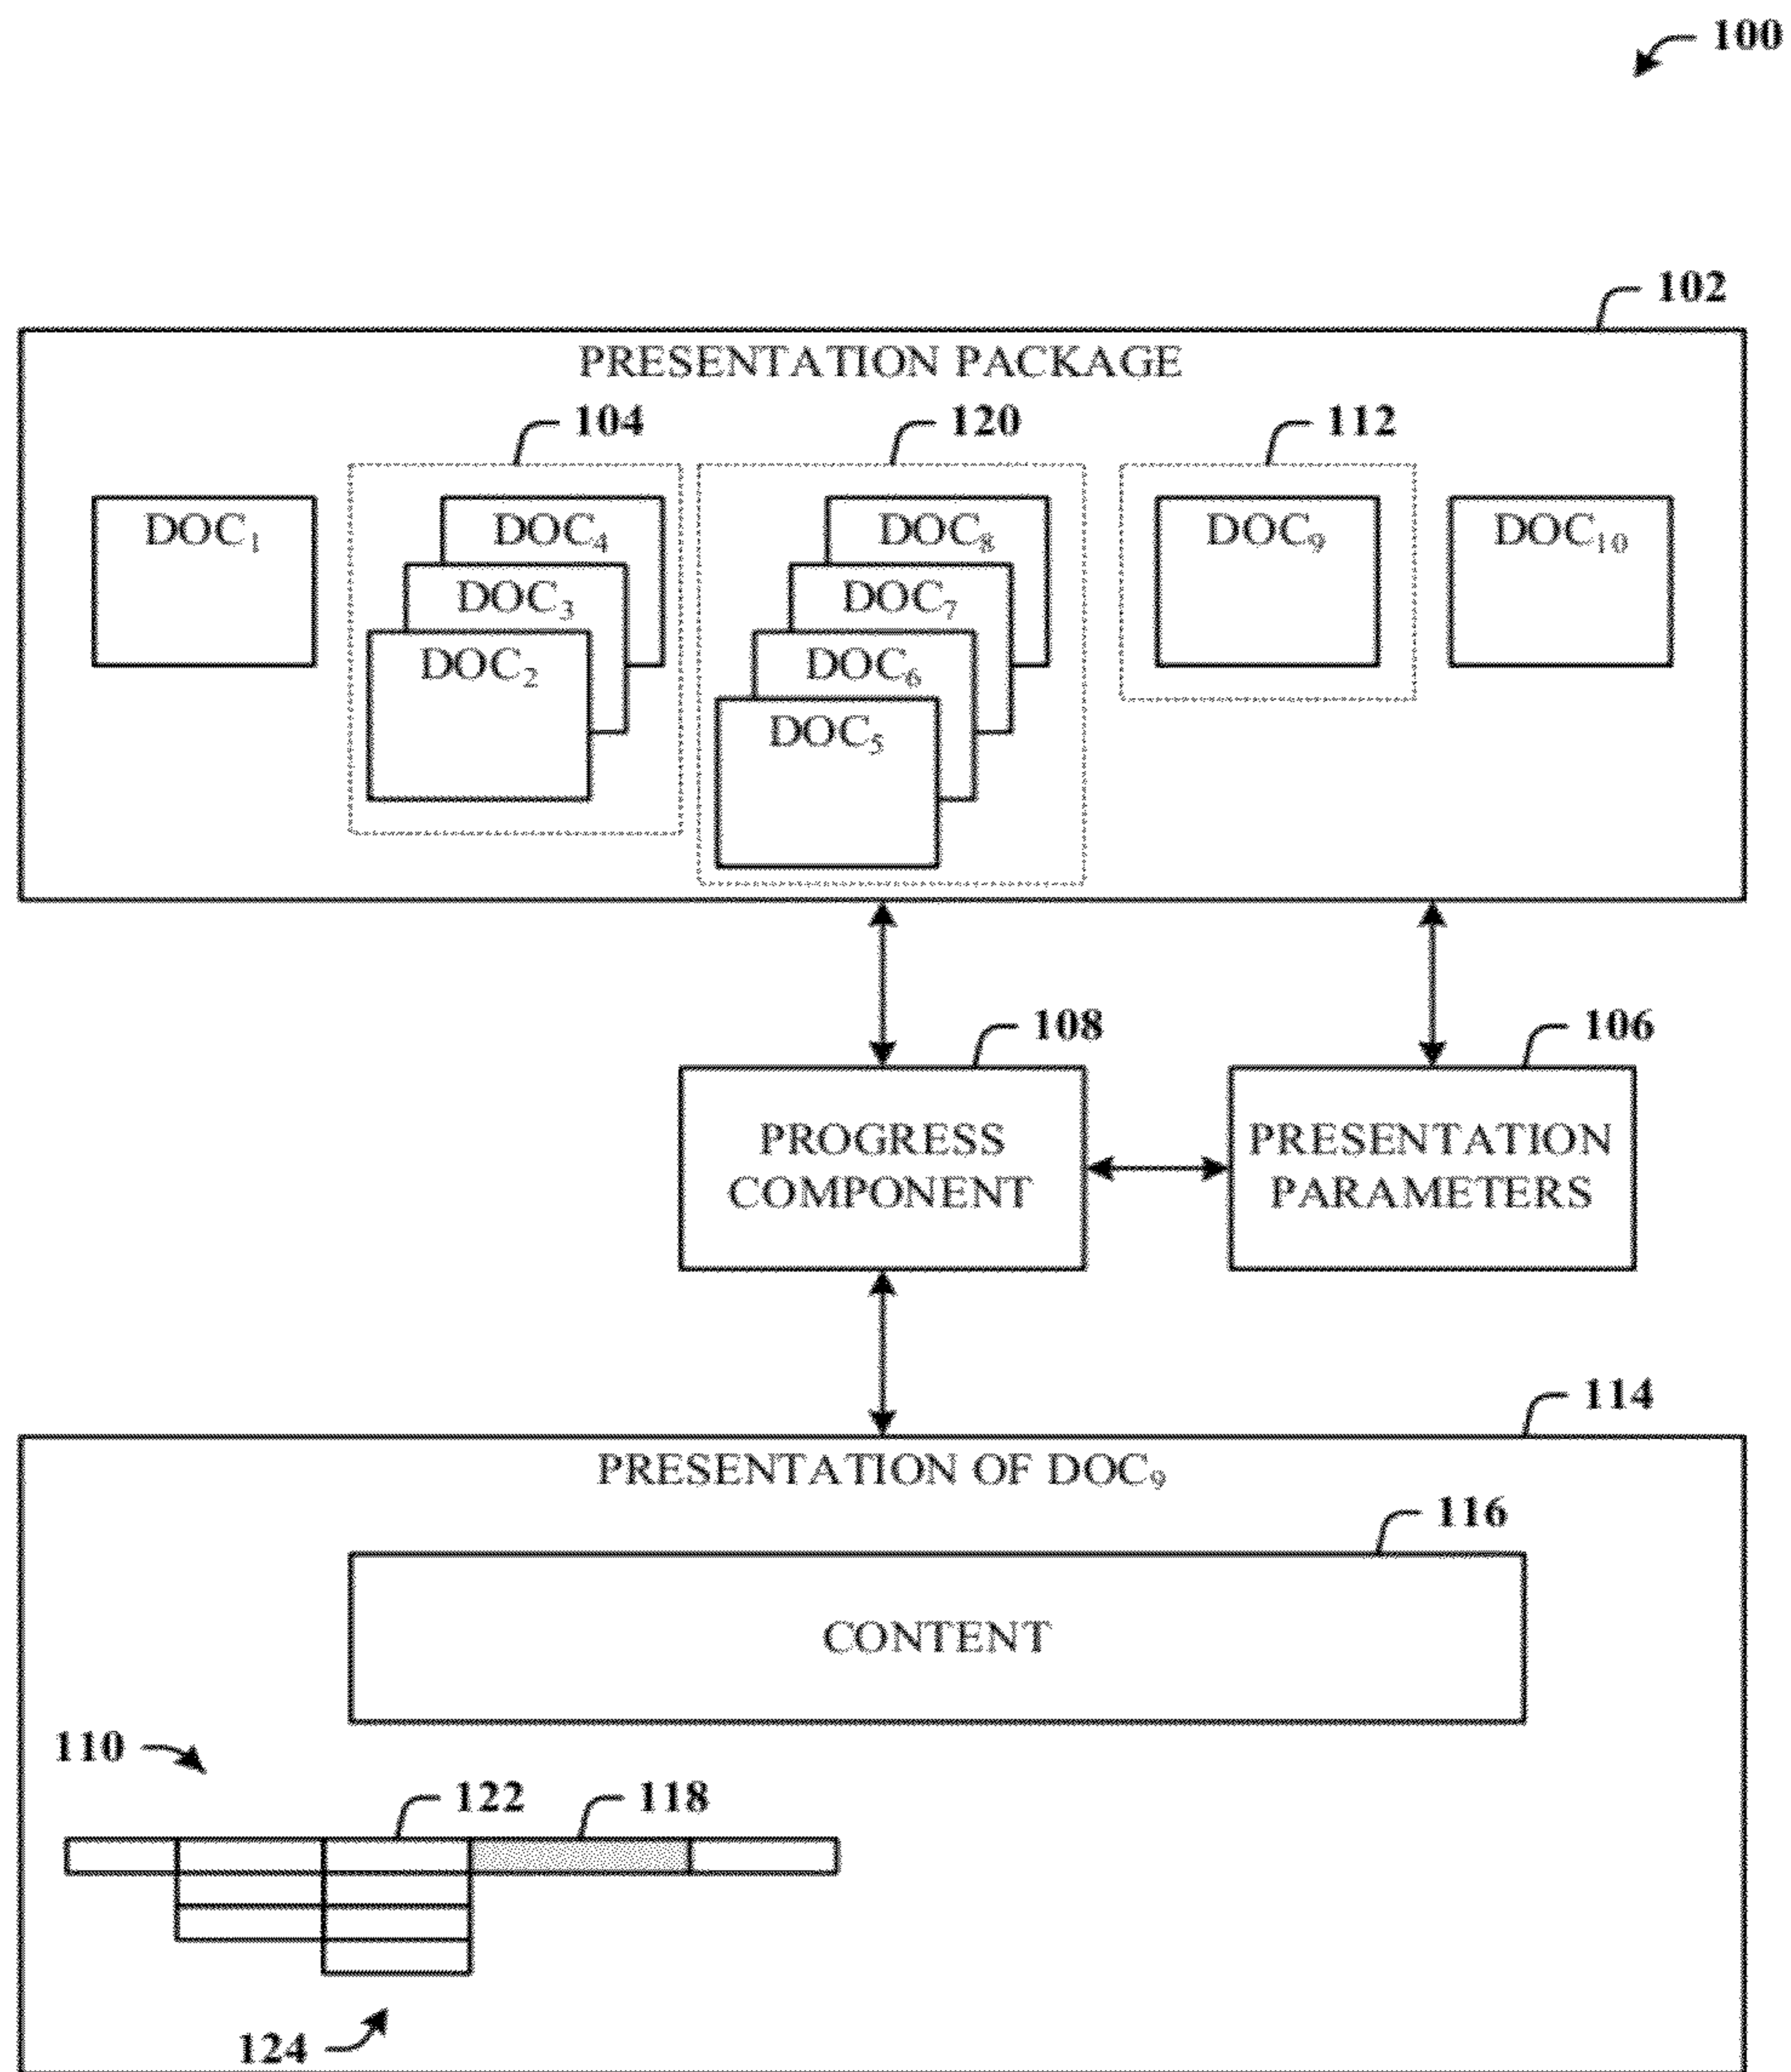 100
102
PRESENTATION PACKAGE
104
120
112
DOC₁
DOC₄
DOC₈
DOC₉
DOC₁₀
DOC₃
DOC₇
DOC₂
DOC₆
DOC₅
108
106
PROGRESS
COMPONENT
PRESENTATION
PARAMETERS
114
PRESENTATION OF DOC₉
116
CONTENT
110
122
118
124